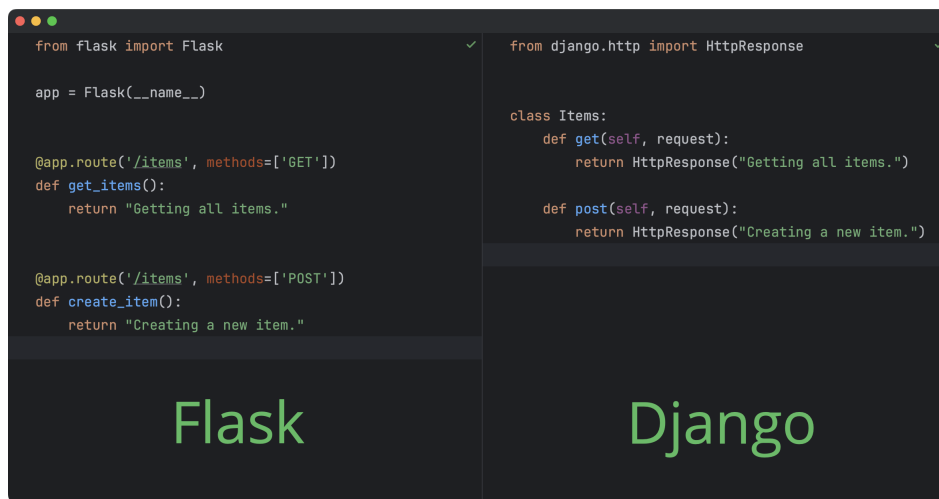 from flask import Flask
app = Flask(__name__)
@app.route('/items', methods=['GET'])
def get_items():
    return "Getting all items."
@app.route('/items', methods=['POST'])
def create_item():
    return "Creating a new item."
Flask
from django.http import HttpResponse
class Items:
    def get(self, request):
        return HttpResponse("Getting all items.")
    def post(self, request):
        return HttpResponse("Creating a new item.")
Django